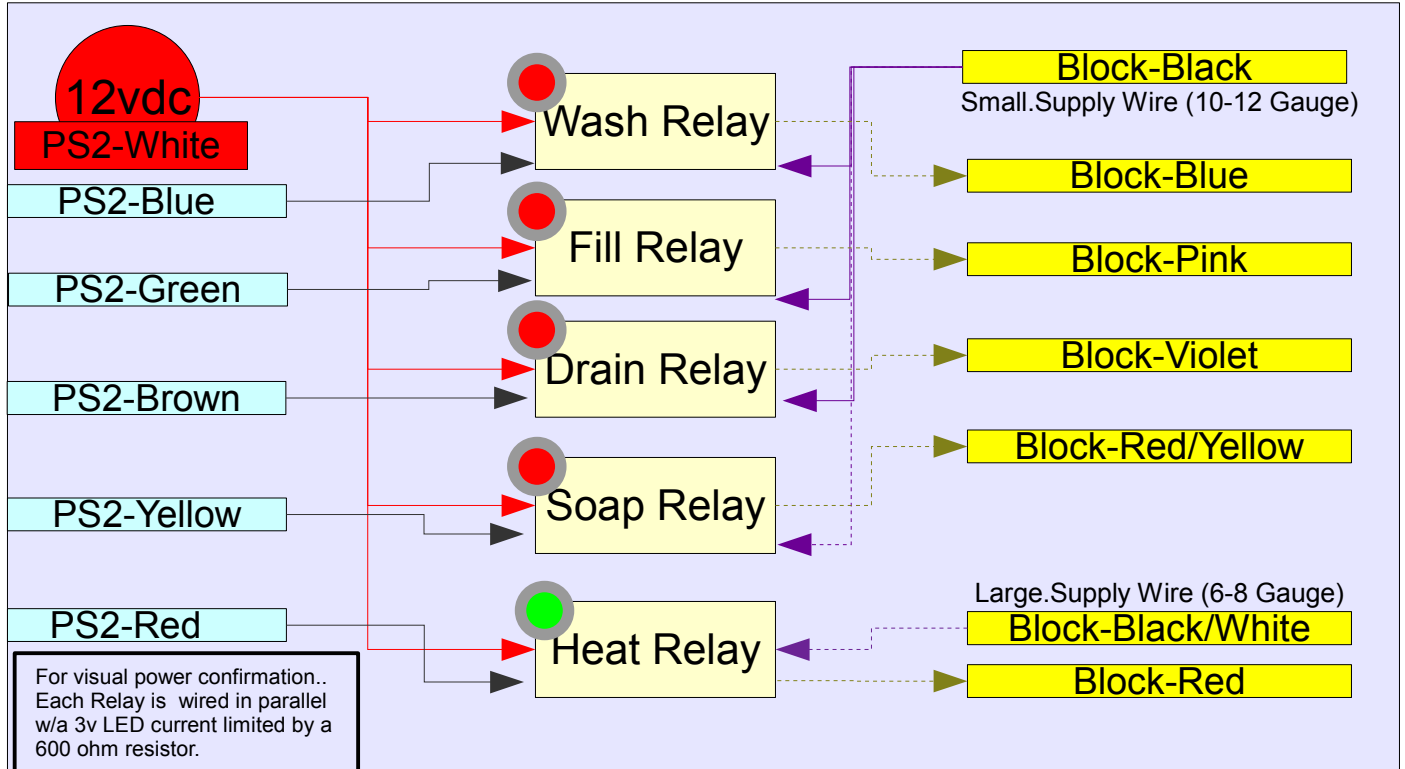 12vdc
PS2-White
PS2-Blue
PS2-Green
PS2-Brown
PS2-Yellow
PS2-Red
For visual power confirmation..
Each Relay is wired in parallel
w/a 3v LED current limited by a
600 ohm resistor.
Wash Relay
Fill Relay
Drain Relay
Soap Relay
Heat Relay
Block-Black
Small.Supply Wire (10-12 Gauge)
Block-Blue
Block-Pink
Block-Violet
Block-Red/Yellow
Large.Supply Wire (6-8 Gauge)
Block-Black/White
Block-Red